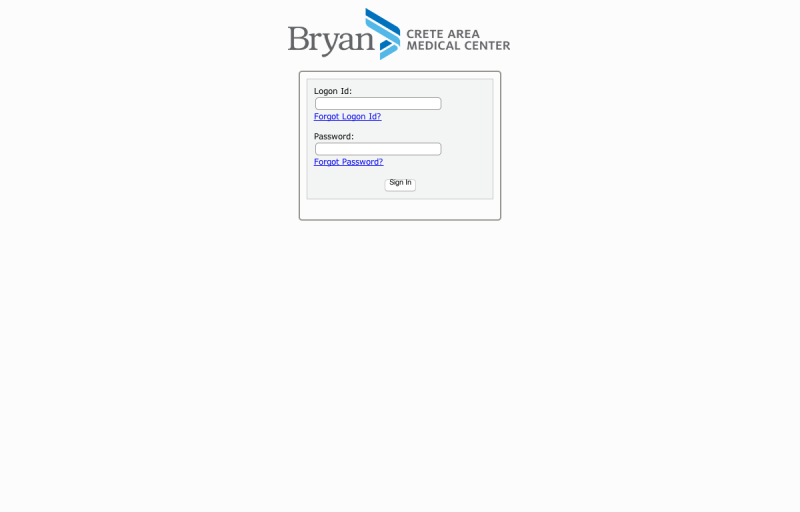 Bryan CRETE AREA
MEDICAL CENTER
Logon Id:
Forgot Logon Id?
Password:
Forgot Password?
Sign In